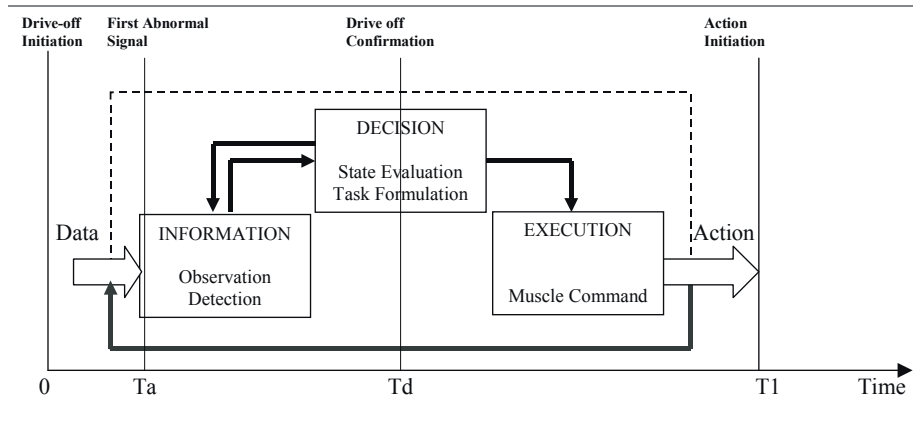 Drive-off
Initiation
First Abnormal
Signal
Drive off
Confirmation
Action
Initiation
DECISION
State Evaluation
Task Formulation
Data
INFORMATION
Observation
Detection
EXECUTION
Muscle Command
Action
0
Ta
Td
T1
Time